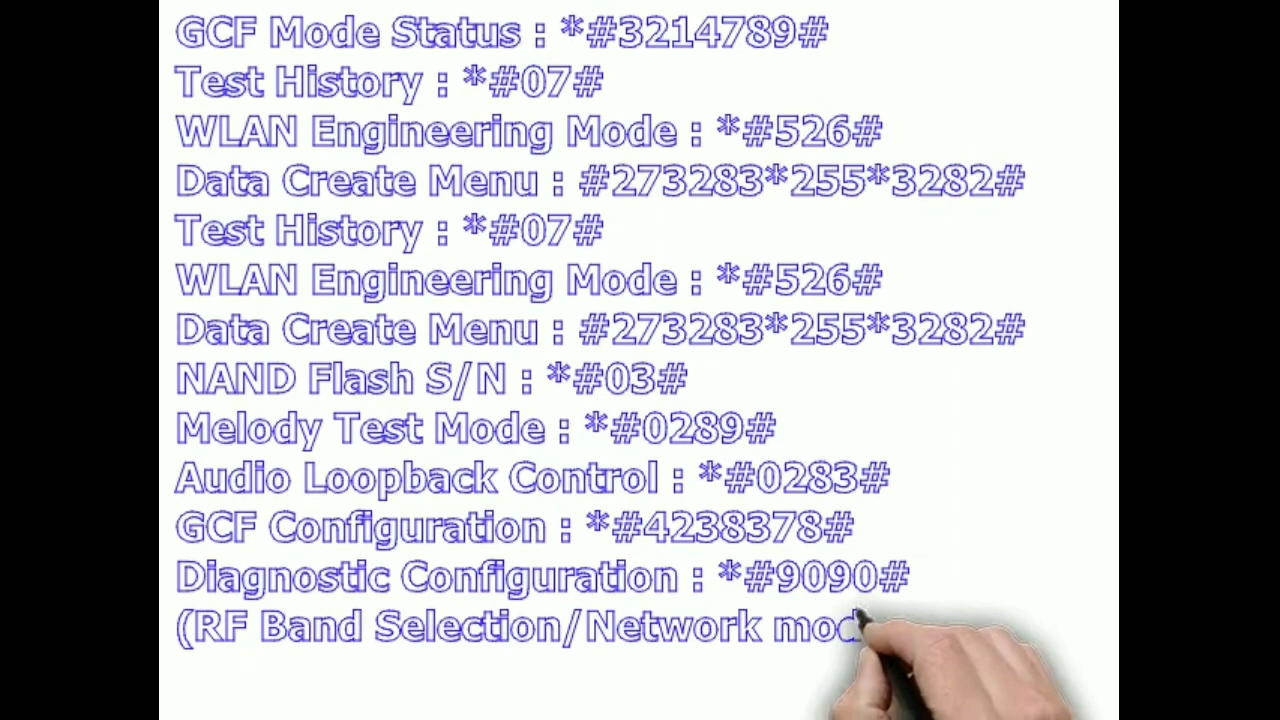 GCF Mode Status : *#3214789#
Test History : *#07#
WLAN Engineering Mode : *#526#
Data Create Menu : #273283*255*3282#
Test History : *#07#
WLAN Engineering Mode : *#526#
Data Create Menu : #273283*255*3282#
NAND Flash S/N : *#03#
Melody Test Mode : *#0289#
Audio Loopback Control : *#0283#
GCF Configuration : *#4238378#
Diagnostic Configuration : *#9090#
(RF Band Selection/Network mod